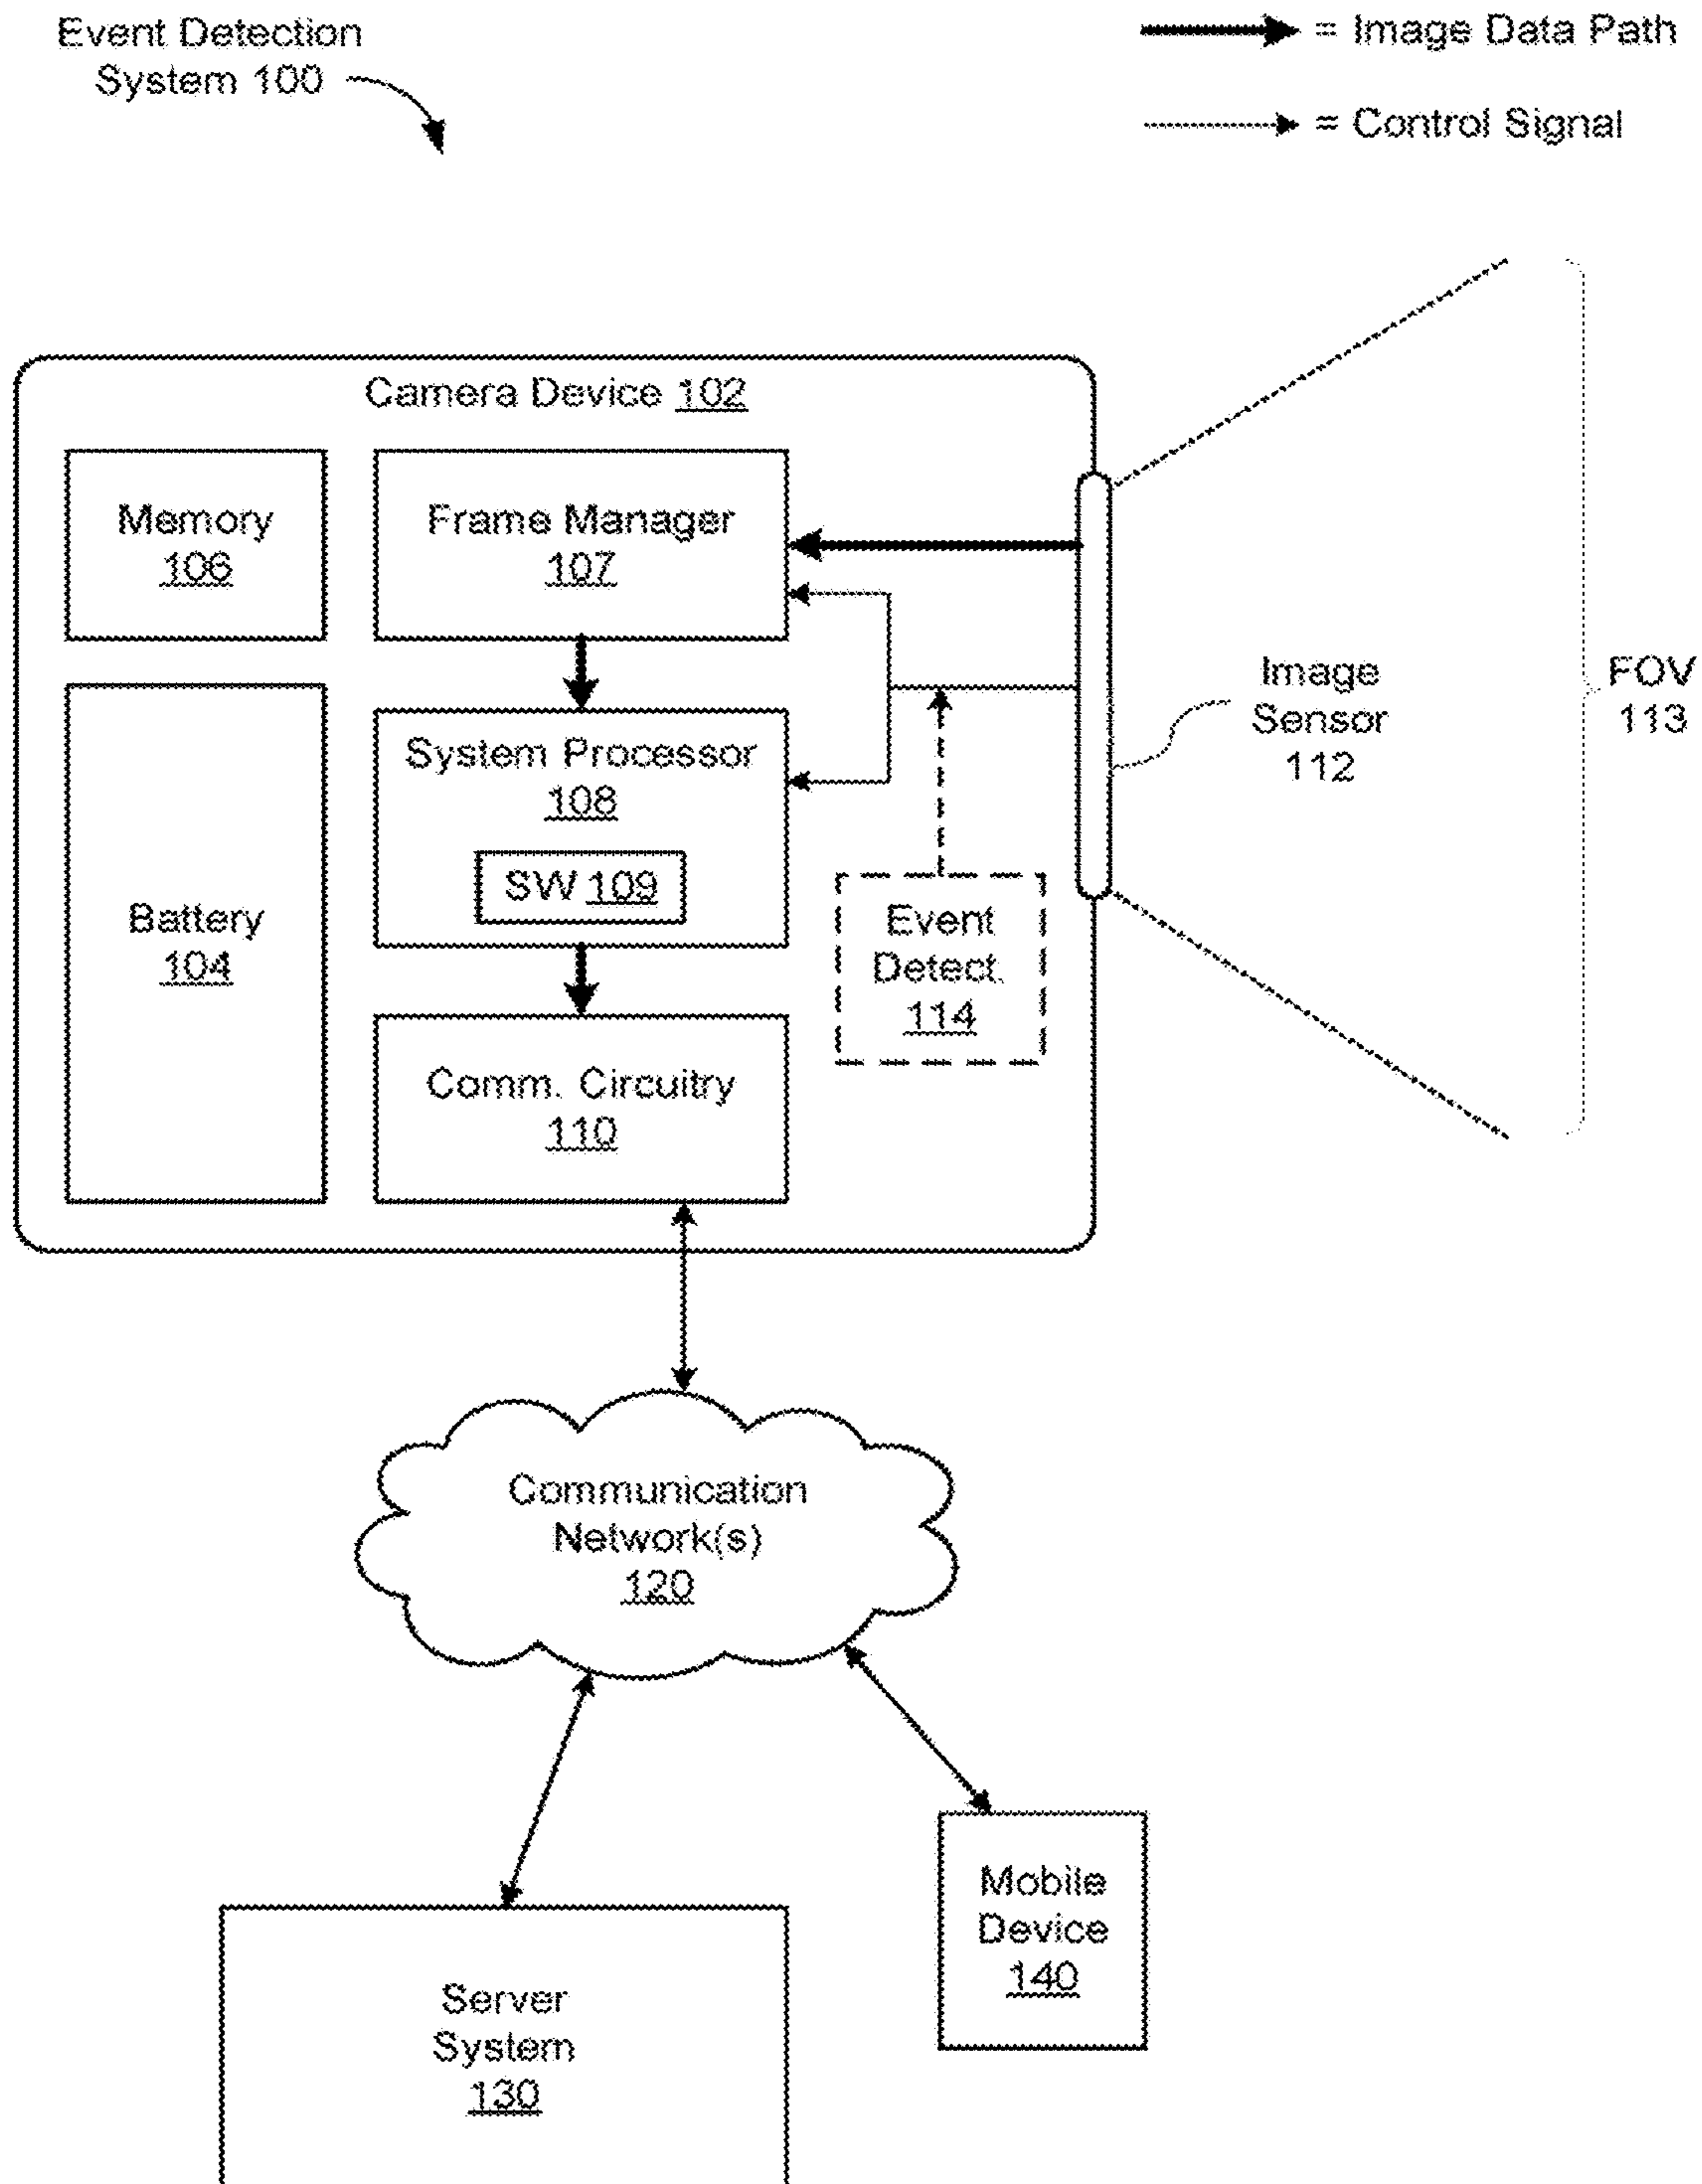 Event Detection
System 100
= Image Data Path
= Control Signal
Camera Device 102
Memory
106
Frame Manager
107
System Processor
108
SW 109
Battery
104
Event
Detect.
114
Comm. Circuitry
110
Image
Sensor
112
FOV
113
Communication
Network(s)
120
Mobile
Device
140
Server
System
130